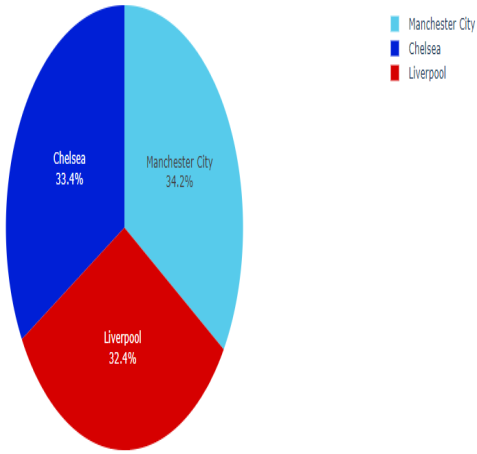 Manchester City
Chelsea
Liverpool
Chelsea
33.4%
Manchester City
34.2%
Liverpool
32.4%